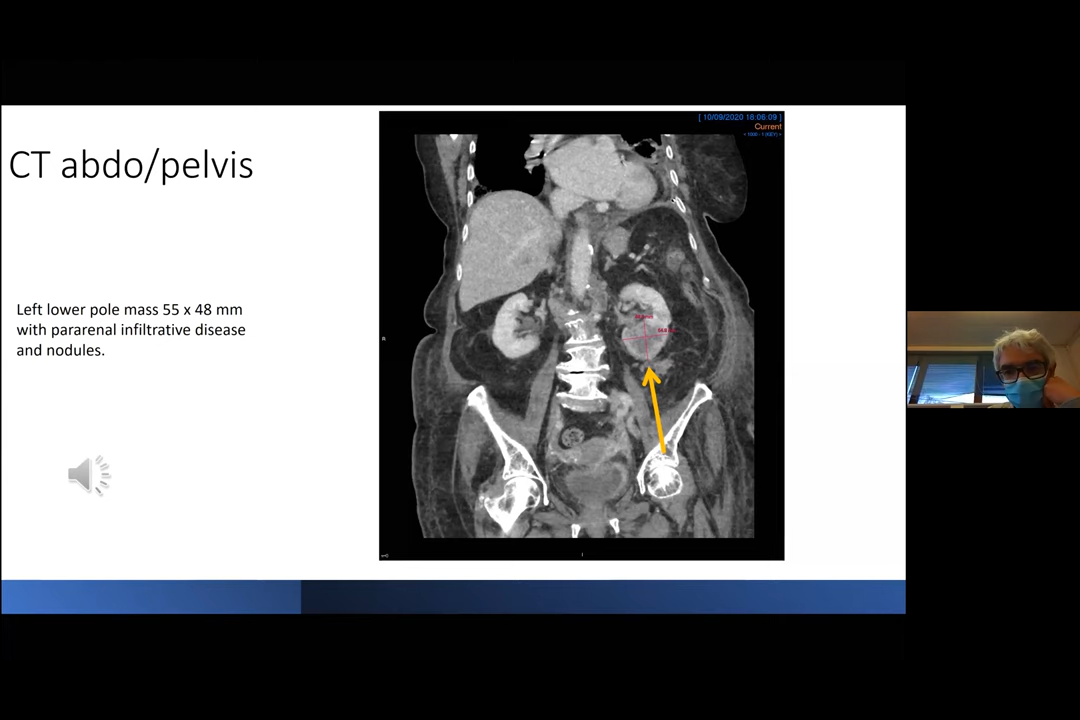 CT abdo/pelvis
Left lower pole mass 55 x 48 mm
with pararenal infiltrative disease
and nodules.
[ 10/09/2020 18:06:09 ]
Current
R